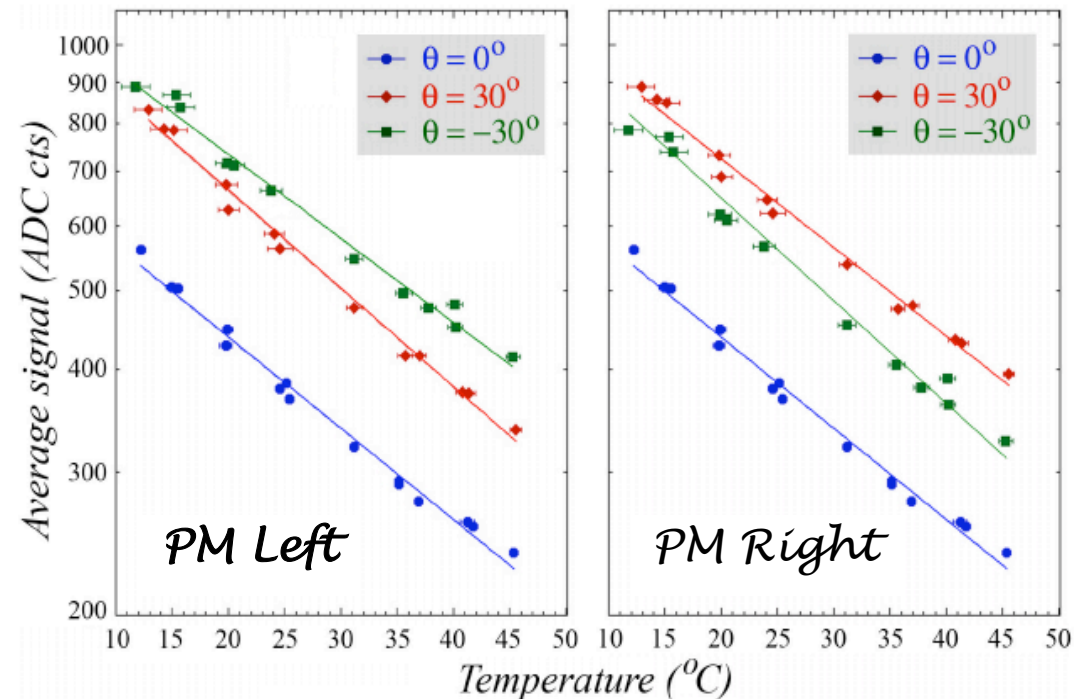 Average signal (ADC cts)
1000
900
800
700
600
500
400
300
200
θ = 0°
θ = 30°
θ = –30°
PM Left
10 15 20 25 30 35 40 45 50
θ = 0°
θ = 30°
θ = –30°
PM Right
10 15 20 25 30 35 40 45 50
Temperature (°C)